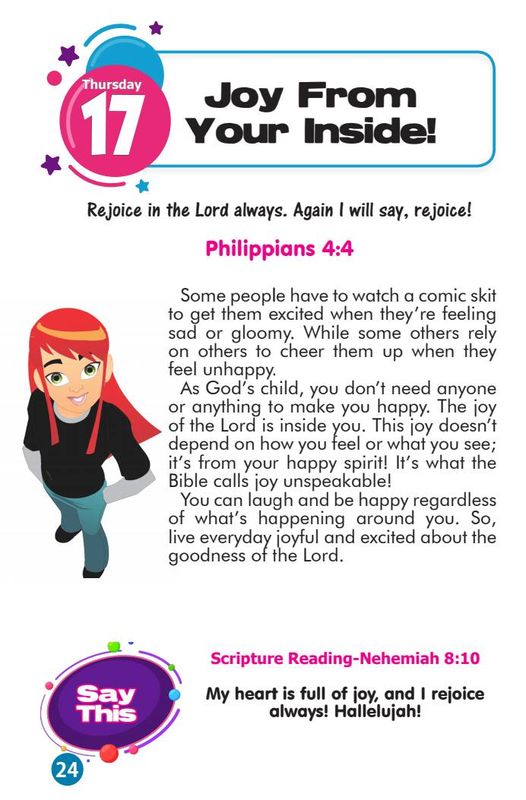 Thursday
17
Joy From
Your Inside!
Rejoice in the Lord always. Again I will say, rejoice!
Philippians 4:4
Some people have to watch a comic skit
to get them excited when they're feeling
sad or gloomy. While some others rely
on others to cheer them up when they
feel unhappy.
As God's child, you don't need anyone
or anything to make you happy. The joy
of the Lord is inside you. This joy doesn't
depend on how you feel or what you see;
it's from your happy spirit! It's what the
Bible calls joy unspeakable!
You can laugh and be happy regardless
of what's happening around you. So,
live everyday joyful and excited about the
goodness of the Lord.
Scripture Reading-Nehemiah 8:10
Say
This
My heart is full of joy, and I rejoice
always! Hallelujah!
24